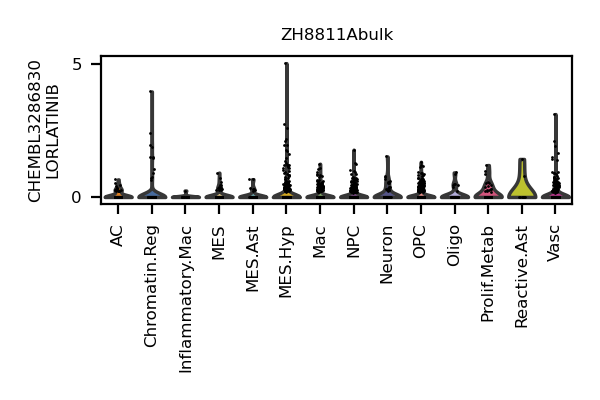 ZH8811Abulk
CHEMBL3286830
LORLATINIB
5
0
AC
Chromatin.Reg
Inflammatory.Mac
MES
MES.Ast
MES.Hyp
Mac
NPC
Neuron
OPC
Oligo
Prolif.Metab
Reactive.Ast
Vasc